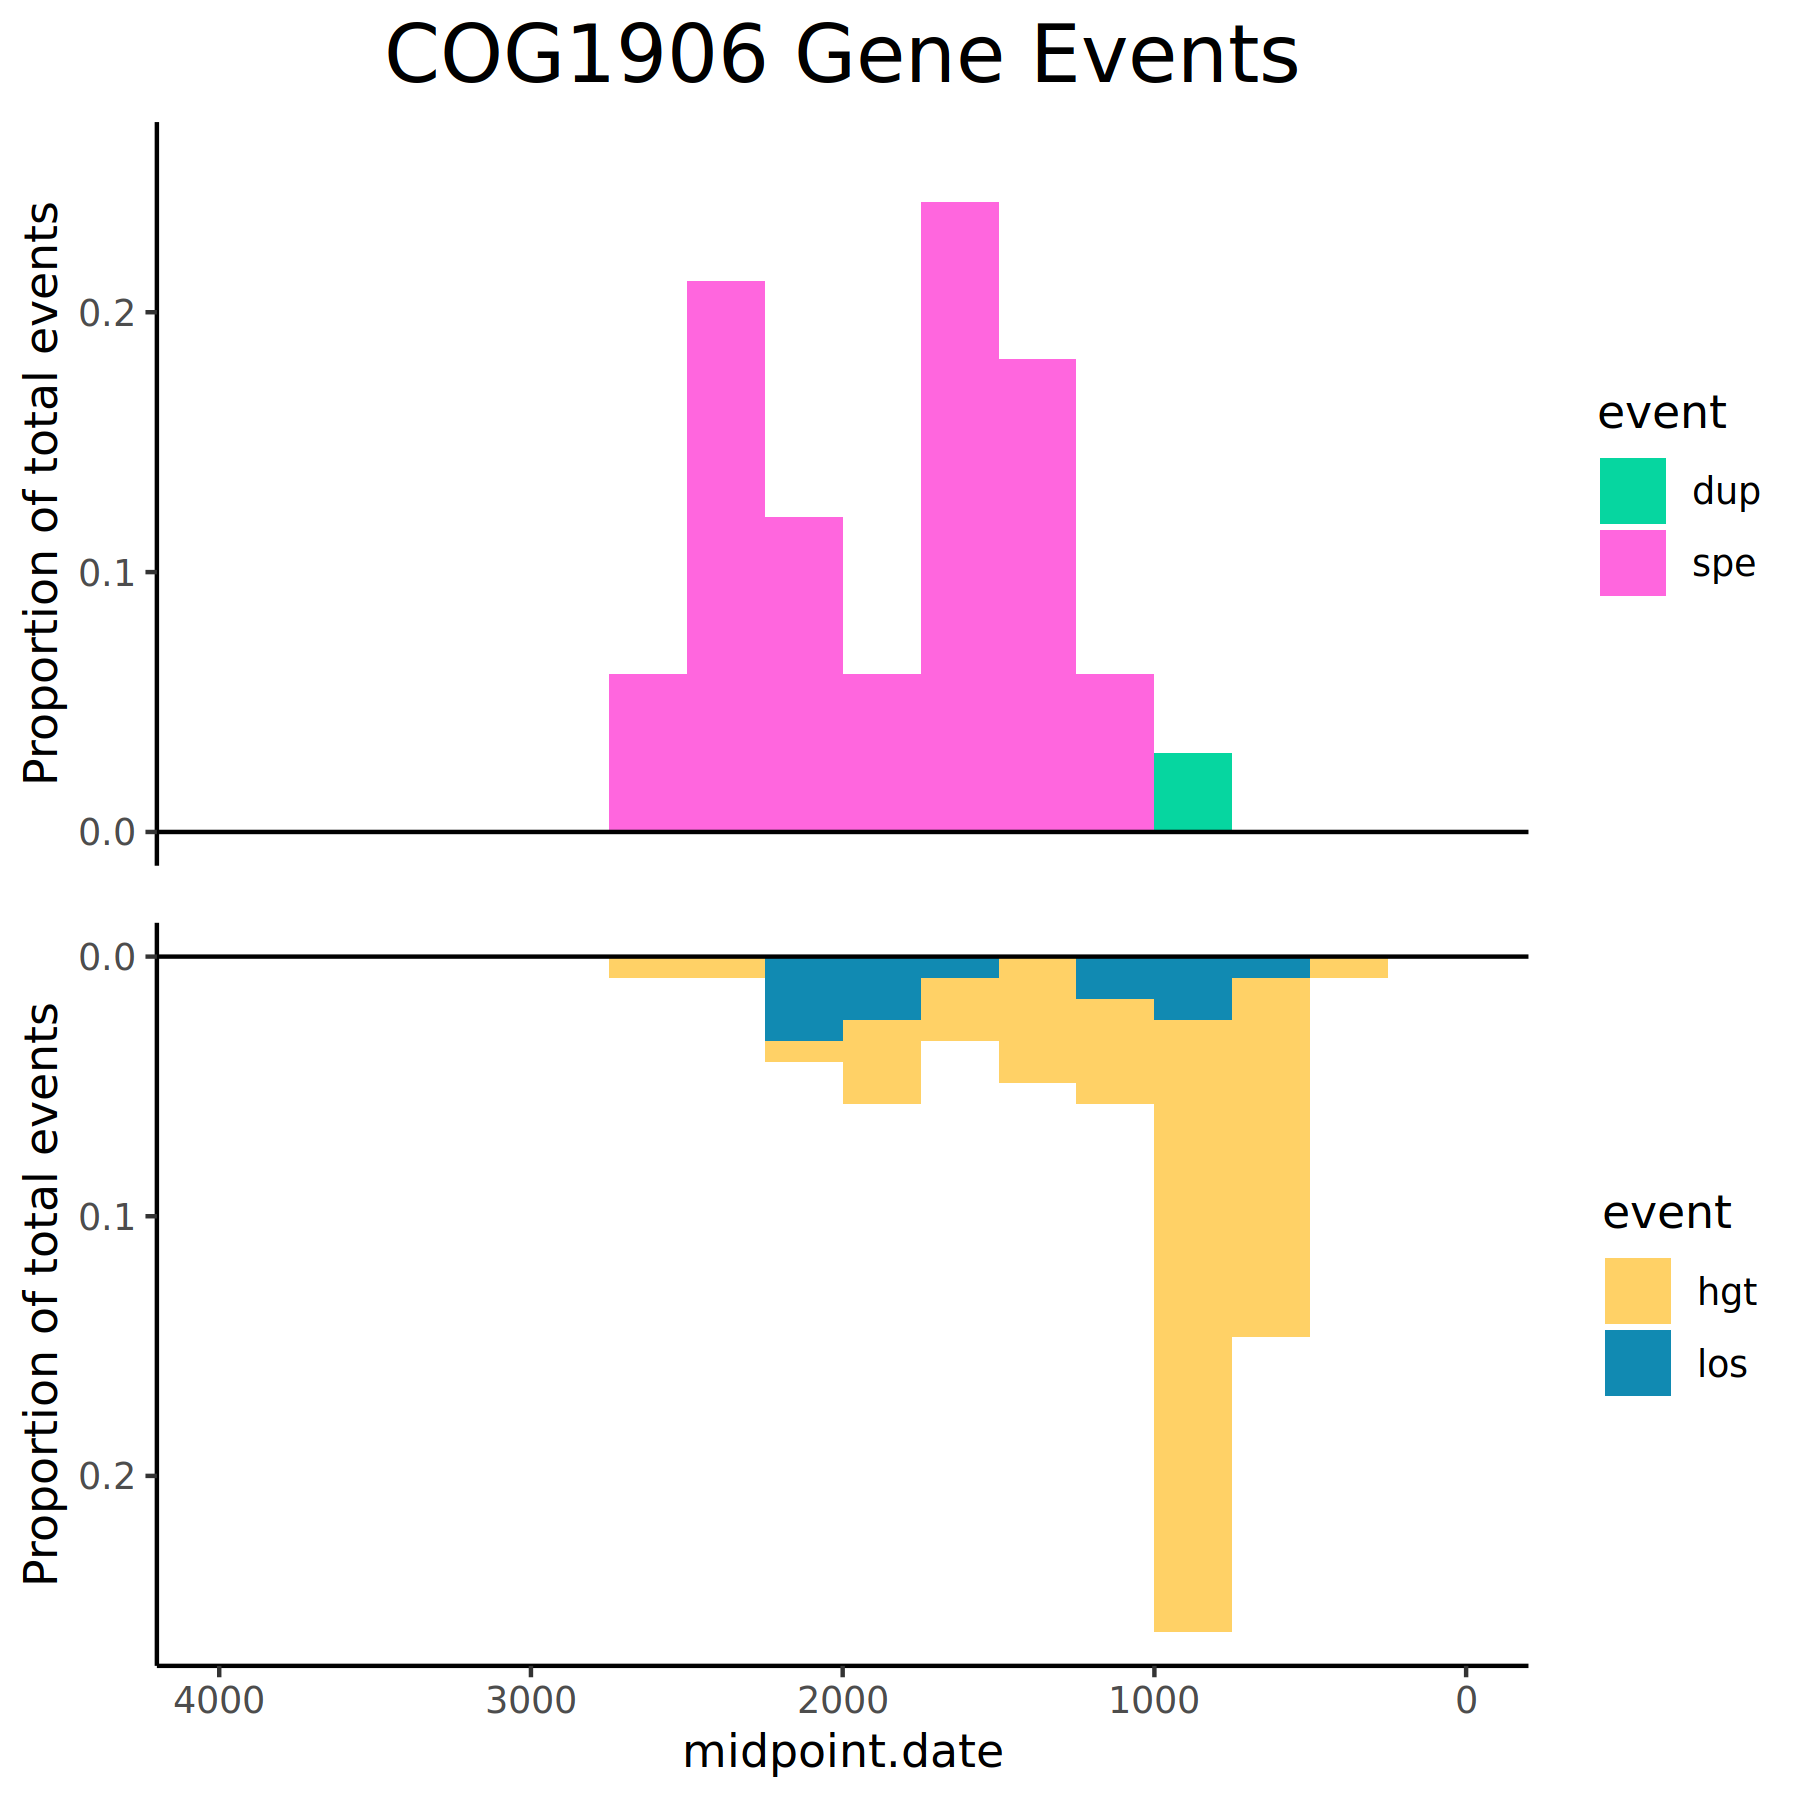 COG1906 Gene Events
Proportion of total events
0.2
0.1
0.0
event
dup
spe
Proportion of total events
0.0
0.1
0.2
event
hgt
los
4000 3000 2000 1000 0
midpoint.date